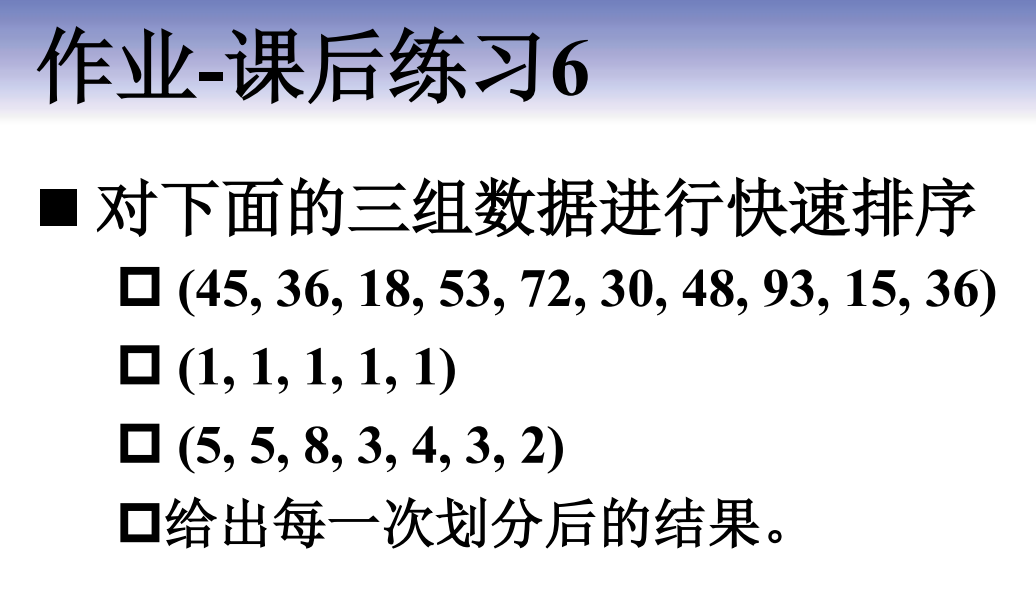 作业-课后练习6
对下面的三组数据进行快速排序
(45, 36, 18, 53, 72, 30, 48, 93, 15, 36)
(1, 1, 1, 1, 1)
(5, 5, 8, 3, 4, 3, 2)
给出每一次划分后的结果。